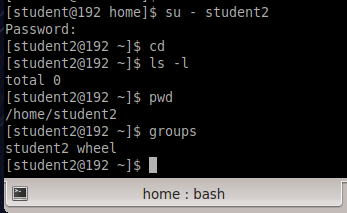 [student@192 home]$ su - student2
Password:
[student2@192 ~]$ cd
[student2@192 ~]$ ls -l
total 0
[student2@192 ~]$ pwd
/home/student2
[student2@192 ~]$ groups
student2 wheel
[student2@192 ~]$
home : bash